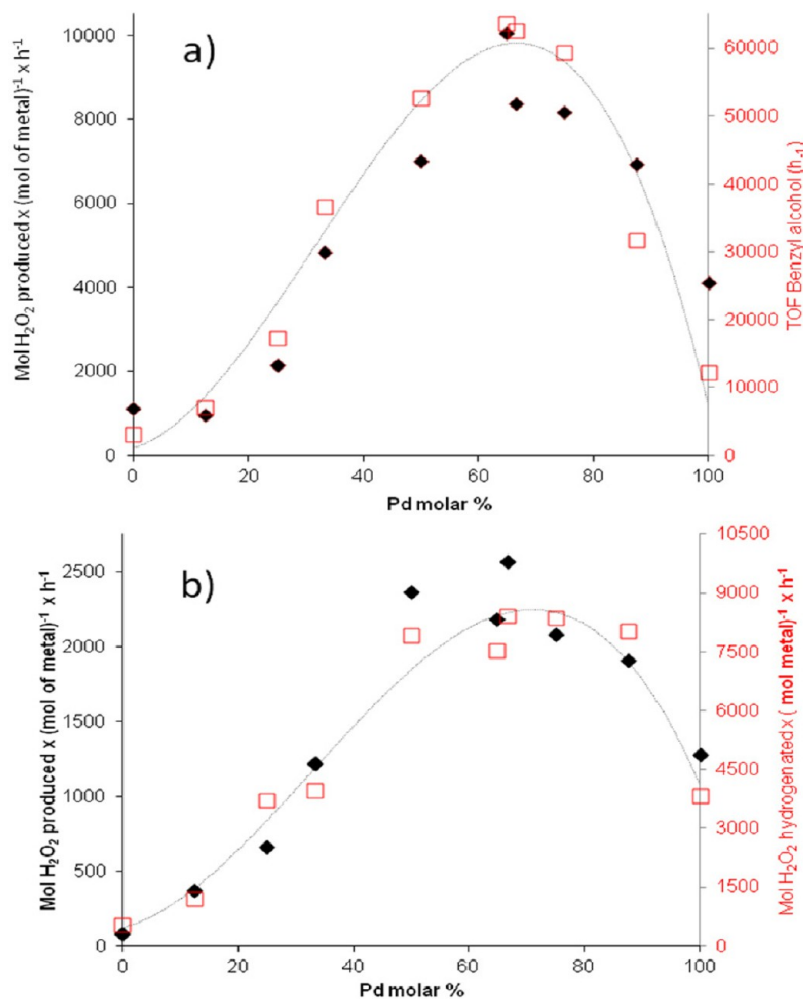 a)
Mol H₂O₂ produced x (mol of metal)⁻¹ x h⁻¹
10000
8000
6000
4000
2000
0
60000
50000
40000
30000
20000
10000
0
TOF Benzyl alcohol (h₋₁)
0 20 40 60 80 100
Pd molar %
b)
Mol H₂O₂ produced x (mol of metal)⁻¹ x h⁻¹
2500
2000
1500
1000
500
0
10500
9000
7500
6000
4500
3000
1500
0
Mol H₂O₂ hydrogenated x ( mol metal)⁻¹ x h⁻¹
0 20 40 60 80 100
Pd molar %